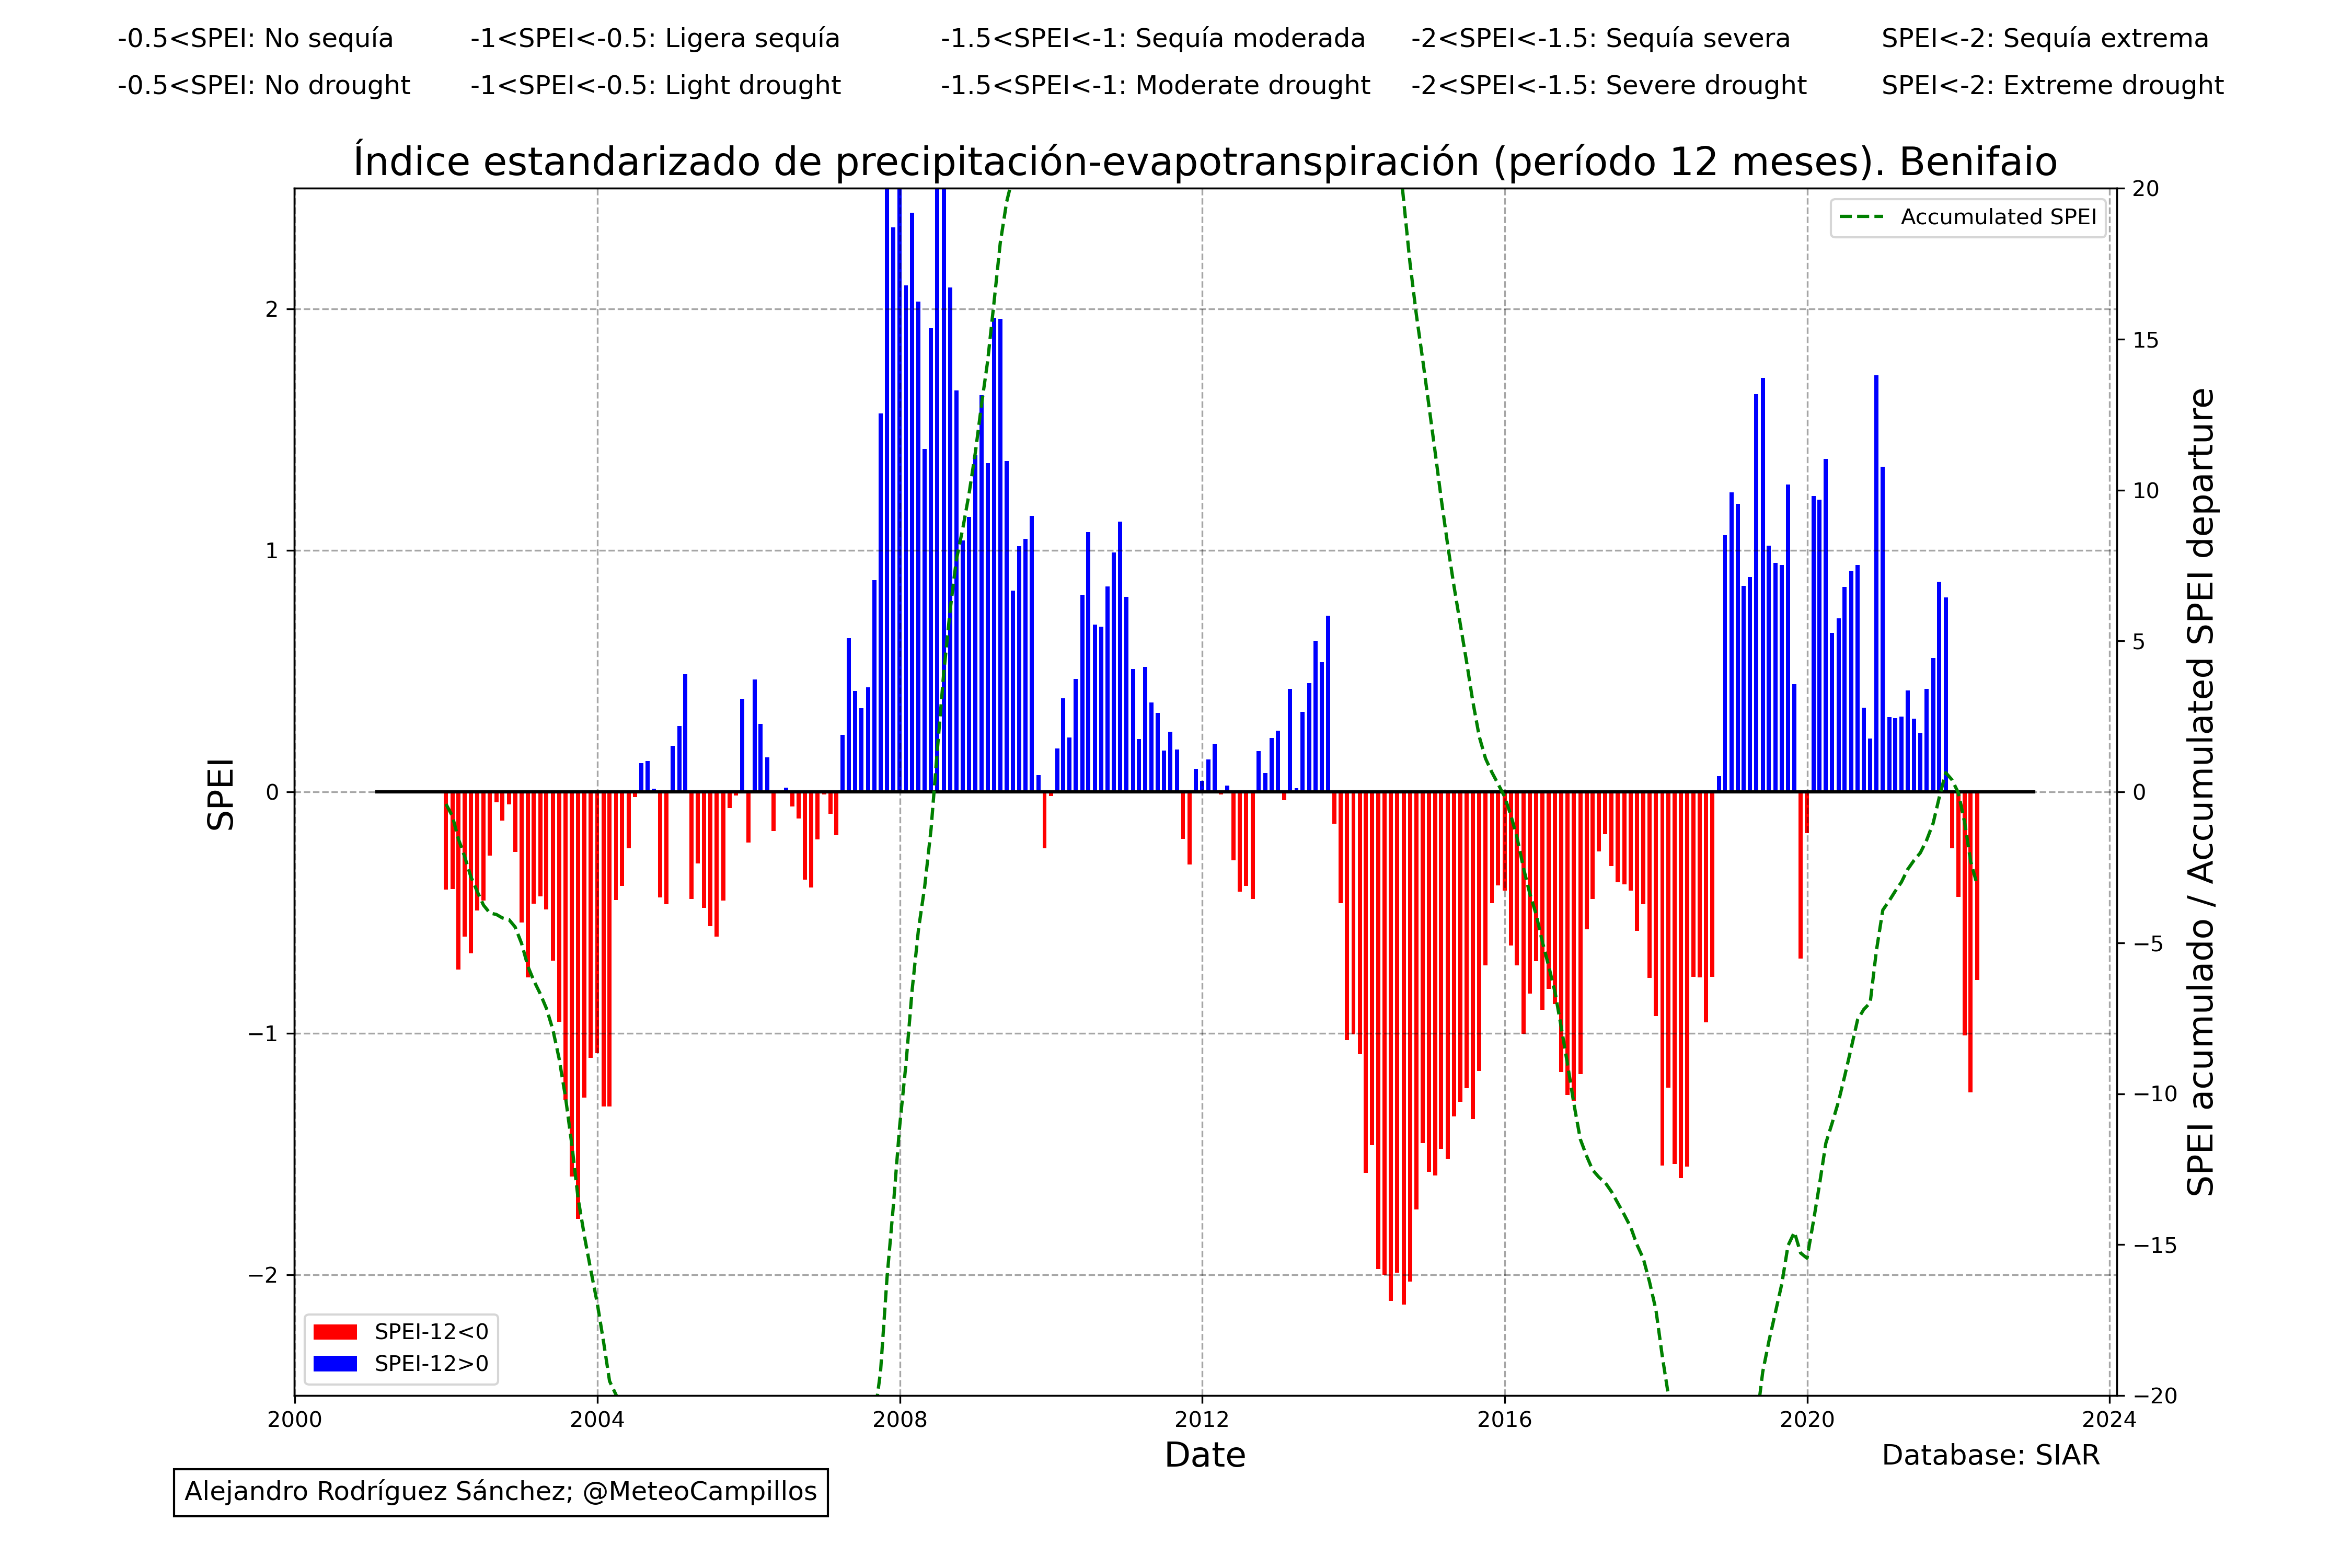 -0.5<SPEI: No sequía -1<SPEI<-0.5: Ligera sequía -1.5<SPEI<-1: Sequía moderada -2<SPEI<-1.5: Sequía severa SPEI<-2: Sequía extrema
-0.5<SPEI: No drought -1<SPEI<-0.5: Light drought -1.5<SPEI<-1: Moderate drought -2<SPEI<-1.5: Severe drought SPEI<-2: Extreme drought
Índice estandarizado de precipitación-evapotranspiración (período 12 meses). Benifaio
Accumulated SPEI
SPEI
2
1
0
−1
−2
20
15
10
5
0
−5
−10
−15
−20
SPEI acumulado / Accumulated SPEI departure
SPEI-12<0
SPEI-12>0
2000 2004 2008 2012 2016 2020 2024
Date
Database: SIAR
Alejandro Rodríguez Sánchez; @MeteoCampillos